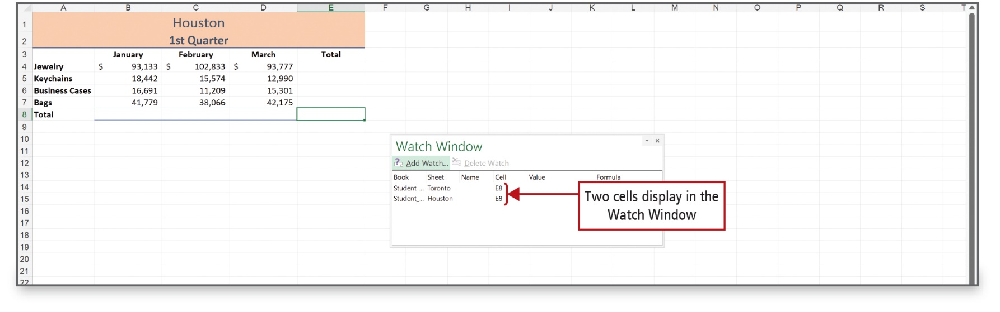 A B C D E F G H I J K L M N O P Q R S T
1 Houston
2 1st Quarter
3 January February March Total
4 Jewelry $ 93,133 $ 102,833 $ 93,777
5 Keychains 18,442 15,574 12,990
6 Business Cases 16,691 11,209 15,301
7 Bags 41,779 38,066 42,175
8 Total
9
10
Watch Window
11
12
Add Watch... Delete Watch
13
Book Sheet Name Cell Value Formula
14
Student_... Toronto E8
15
Student_... Houston E8
Two cells display in the
Watch Window
16
17
18
19
20
21
22